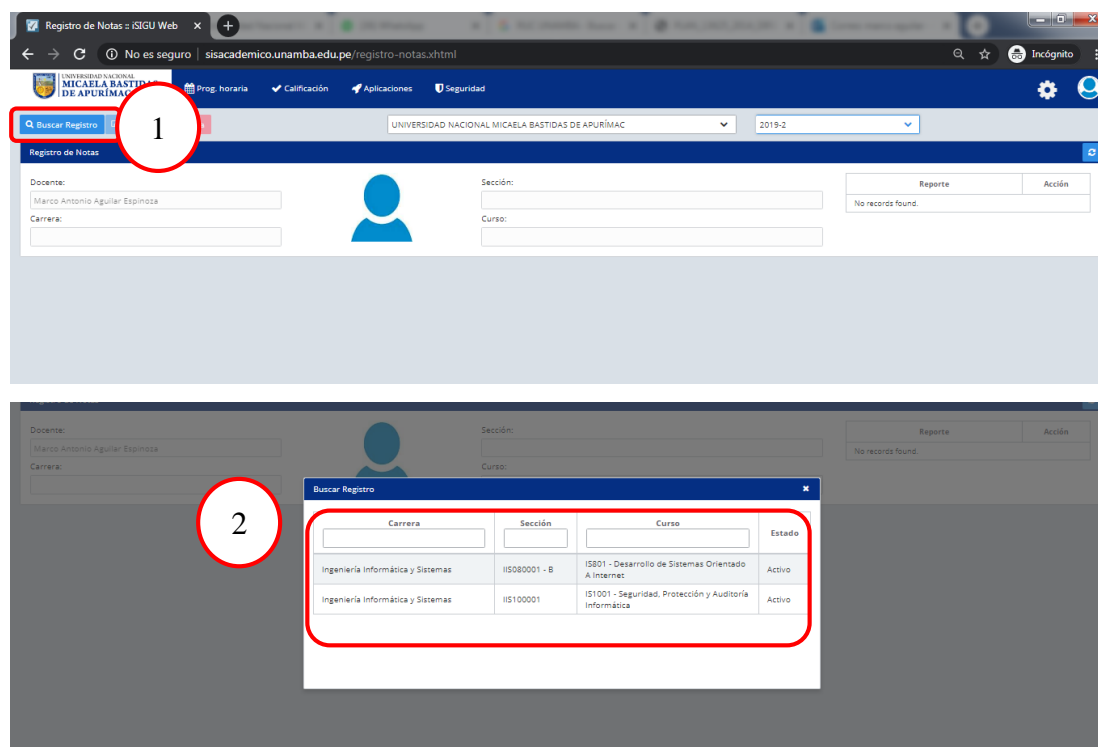 Registro de Notas :: iSIGU Web
No es seguro | sisacademico.unamba.edu.pe/registro-notas.xhtml
Incógnito
UNIVERSIDAD NACIONAL
MICAELA BASTIDAS
DE APURÍMAC
Prog. horaria
Calificación
Aplicaciones
Seguridad
Buscar Registro
1
UNIVERSIDAD NACIONAL MICAELA BASTIDAS DE APURÍMAC
2019-2
Registro de Notas
Docente:
Marco Antonio Aguilar Espinoza
Carrera:
Sección:
Curso:
Reporte
Acción
No records found.
Docente:
Marco Antonio Aguilar Espinoza
Carrera:
Sección:
Curso:
Reporte
Acción
No records found.
2
Buscar Registro
Carrera
Sección
Curso
Estado
Ingeniería Informática y Sistemas
IIS080001 - B
IS801 - Desarrollo de Sistemas Orientado
A Internet
Activo
Ingeniería Informática y Sistemas
IIS100001
IS1001 - Seguridad, Protección y Auditoría
Informática
Activo